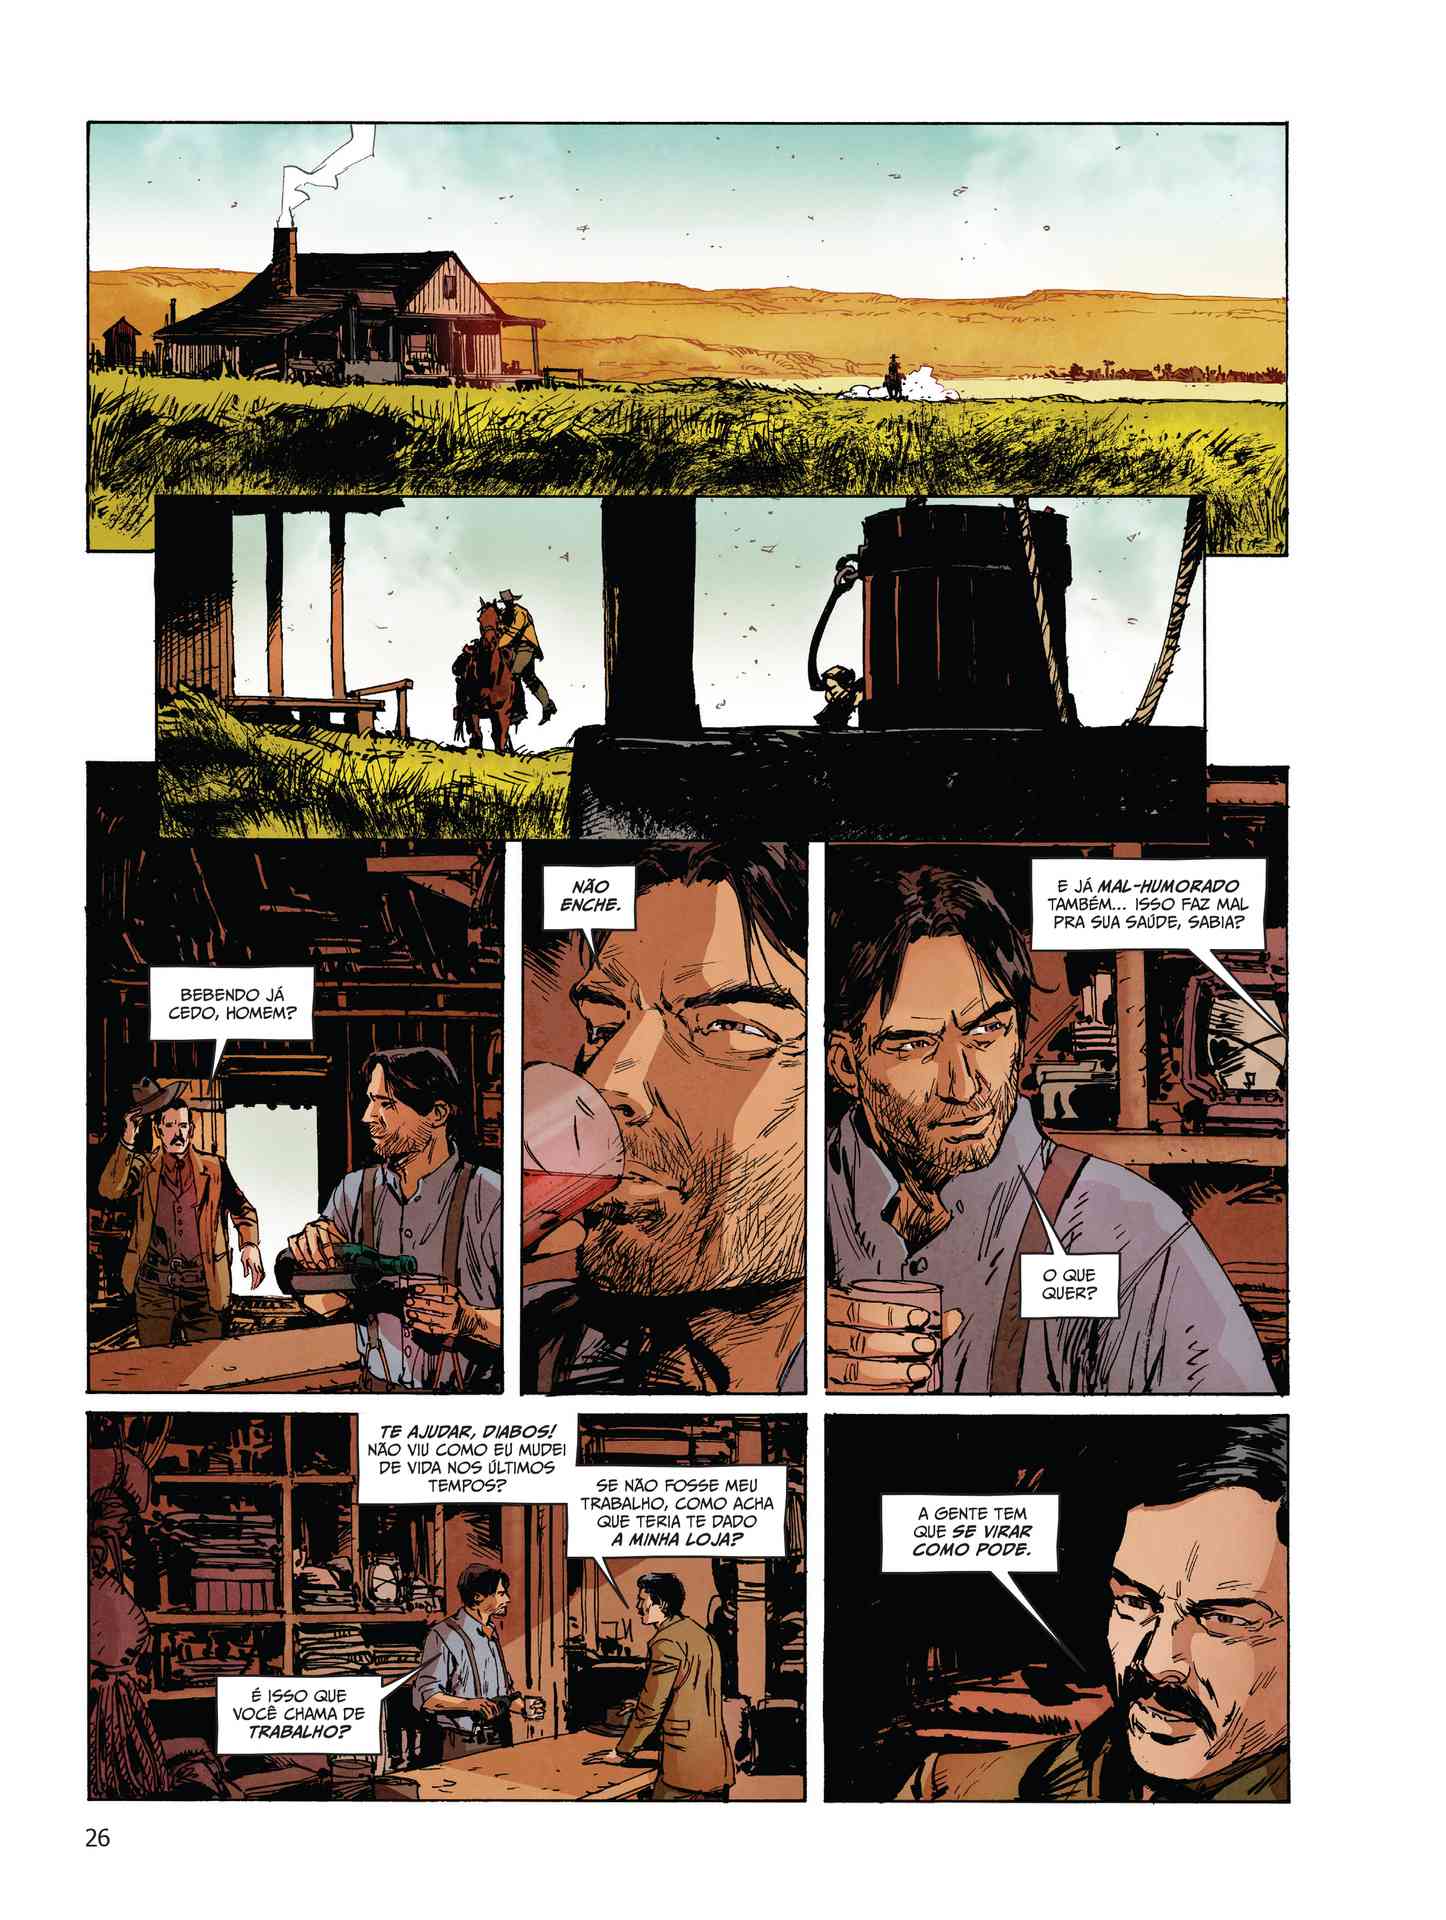 BEBENDO JÁ
CEDO, HOMEM?
NÃO
ENCHE.
E JÁ MAL-HUMORADO
TAMBÉM... ISSO FAZ MAL
PRA SUA SAÚDE, SABIA?
O QUE
QUER?
TE AJUDAR, DIABOS!
NÃO VIU COMO EU MUDEI
DE VIDA NOS ÚLTIMOS
TEMPOS?
SE NÃO FOSSE MEU
TRABALHO, COMO ACHA
QUE TERIA TE DADO
A MINHA LOJA?
É ISSO QUE
VOCÊ CHAMA DE
TRABALHO?
A GENTE TEM
QUE SE VIRAR
COMO PODE.
26